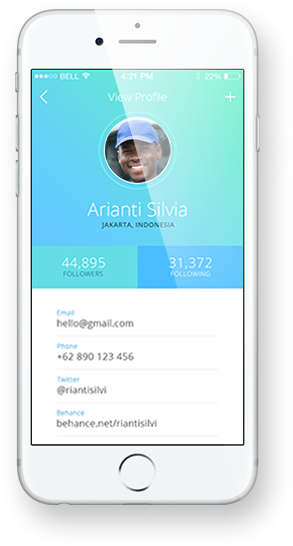 BELL 4:21 PM 22%
View Profile
Arianti Silvia
JAKARTA, INDONESIA
44,895 31,372
FOLLOWERS FOLLOWING
Email
hello@gmail.com
Phone
+62 890 123 456
Twitter
@riantisilvi
Behance
behance.net/riantisilvi